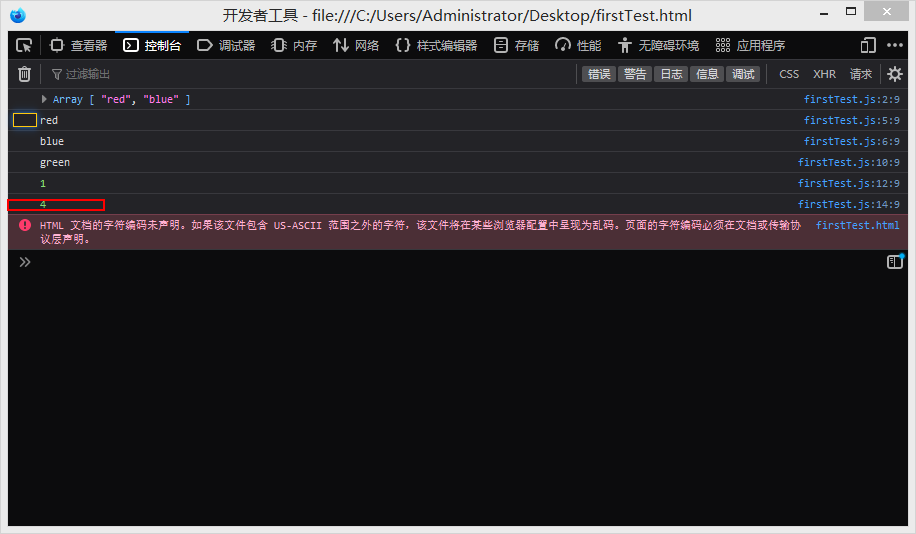 开发者工具 - file:///C:/Users/Administrator/Desktop/firstTest.html
查看器 控制台 调试器 内存 网络 样式编辑器 存储 性能 无障碍环境 应用程序
过滤输出 错误 警告 日志 信息 调试 CSS XHR 请求
Array [ "red", "blue" ] firstTest.js:2:9
red firstTest.js:5:9
blue firstTest.js:6:9
green firstTest.js:10:9
1 firstTest.js:12:9
4 firstTest.js:14:9
HTML 文档的字符编码未声明。如果该文件包含 US-ASCII 范围之外的字符，该文件将在某些浏览器配置中呈现为乱码。页面的字符编码必须在文档或传输协 firstTest.html
议层声明。